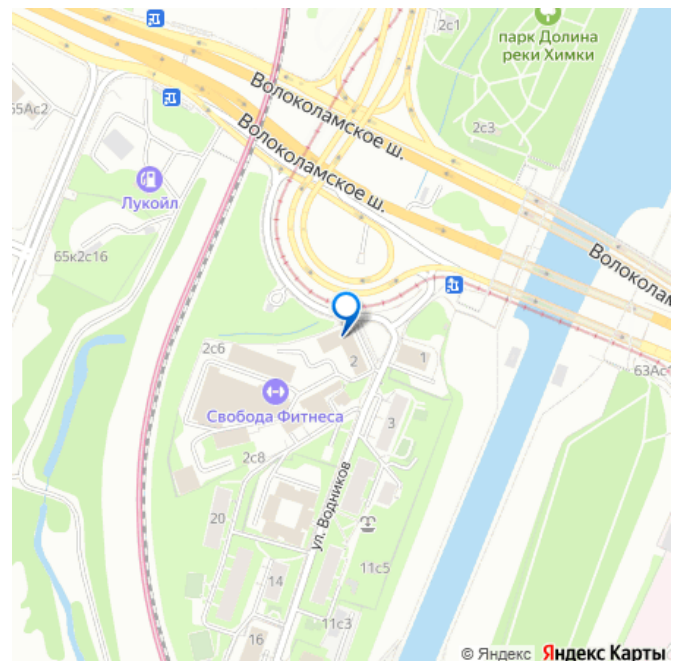 2с1
парк Долина
реки Химки
65Ас2
Волоколамское ш.
2с3
Волоколамское ш.
Лукойл
65к2с16
Волоколам
2с6
2
1
63Ас
Свобода Фитнеса
3
2с8
ул. Водников
20
11с5
14
11с3
16
© Яндекс Яндекс Карты